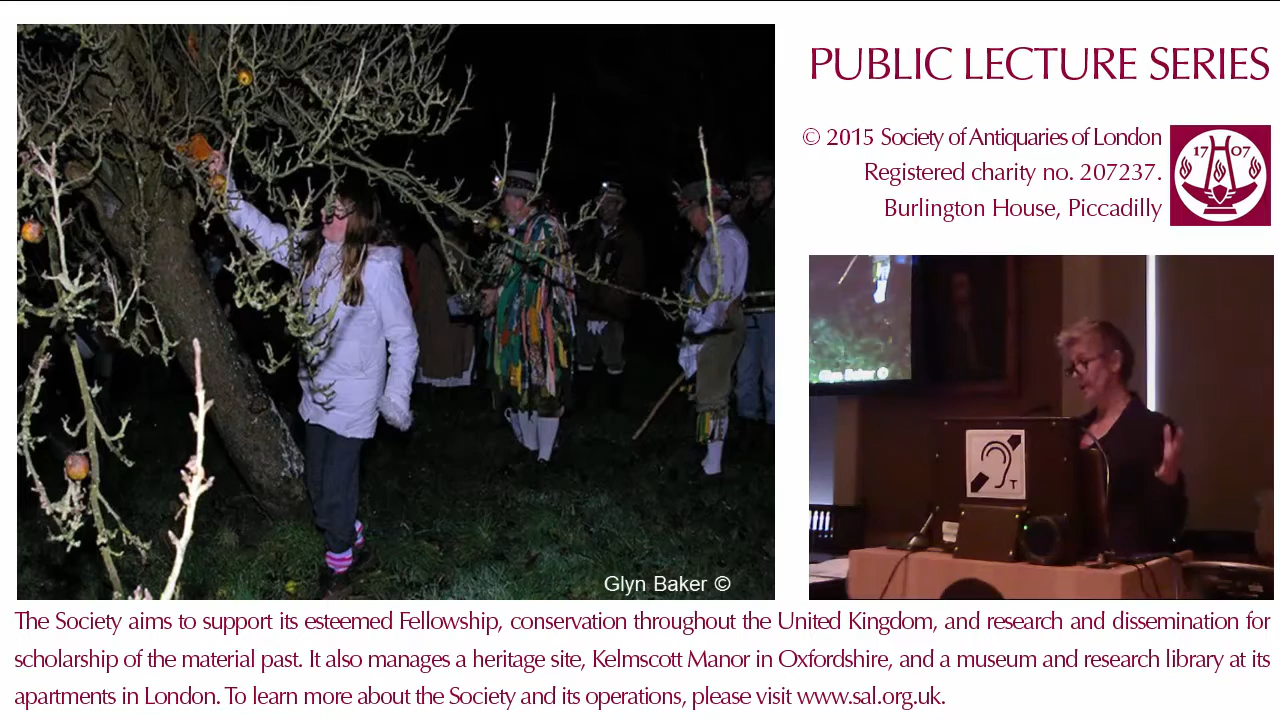 PUBLIC LECTURE SERIES
© 2015 Society of Antiquaries of London
Registered charity no. 207237.
Burlington House, Piccadilly
17 07
Glyn Baker ©
T
Glyn Baker ©
The Society aims to support its esteemed Fellowship, conservation throughout the United Kingdom, and research and dissemination for
scholarship of the material past. It also manages a heritage site, Kelmscott Manor in Oxfordshire, and a museum and research library at its
apartments in London. To learn more about the Society and its operations, please visit www.sal.org.uk.